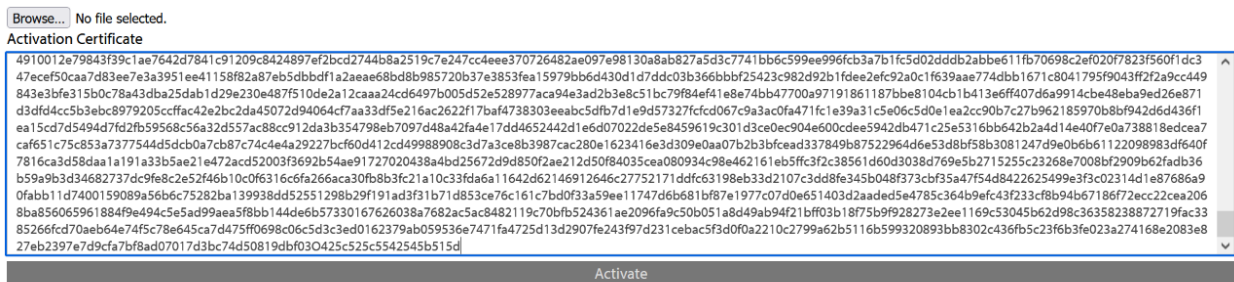 Browse... No file selected.
Activation Certificate
4910012e79843f39c1ae7642d7841c91209c8424897ef2bcd2744b8a2519c7e247cc4eee370726482ae097e98130a8ab827a5d3c7741bb6c599ee996fcb3a7b1fc5d02dddb2abbe611fb70698c2ef020f7823f560f1dc3
47ecef50caa7d83ee7e3a3951ee41158f82a87eb5dbbdf1a2aeae68bd8b985720b37e3853fea15979bb6d430d1d7ddc03b366bbbf25423c982d92b1fdee2efc92a0c1f639aae774dbb1671c8041795f9043ff2f2a9cc449
843e3bfe315b0c78a43dba25dab1d29e230e487f510de2a12caaa24cd6497b005d52e528977aca94e3ad2b3e8c51bc79f84ef41e8e74bb47700a97191861187bbe8104cb1b413e6ff407d6a9914cbe48eba9ed26e871
d3dfd4cc5b3ebc8979205ccffac42e2bc2da45072d94064cf7aa33df5e216ac2622f17baf4738303eeabc5dfb7d1e9d57327fcfcd067c9a3ac0fa471fc1e39a31c5e06c5d0e1ea2cc90b7c27b962185970b8bf942d6d436f1
ea15cd7d5494d7fd2fb59568c56a32d557ac88cc912da3b354798eb7097d48a42fa4e17dd4652442d1e6d07022de5e8459619c301d3ce0ec904e600cdee5942db471c25e5316bb642b2a4d14e40f7e0a738818edcea7
caf651c75c853a7377544d5dcb0a7cb87c74c4e4a29227bcf60d412cd49988908c3d7a3ce8b3987cac280e1623416e3d309e0aa07b2b3bfcead337849b87522964d6e53d8bf58b3081247d9e0b6b61122098983df640f
7816ca3d58daa1a191a33b5ae21e472acd52003f3692b54ae91727020438a4bd25672d9d850f2ae212d50f84035cea080934c98e462161eb5ffc3f2c38561d60d3038d769e5b2715255c23268e7008bf2909b62fadb36
b59a9b3d34682737dc9fe8c2e52f46b10c0f6316c6fa266aca30fb8b3fc21a10c33fda6a11642d62146912646c27752171ddfc63198eb33d2107c3dd8fe345b048f373cbf35a47f54d8422625499e3f3c02314d1e87686a9
0fabb11d7400159089a56b6c75282ba139938dd52551298b29f191ad3f31b71d853ce76c161c7bd0f33a59ee11747d6b681bf87e1977c07d0e651403d2aaded5e4785c364b9efc43f233cf8b94b67186f72ecc22cea206
8ba856065961884f9e494c5e5ad99aea5f8bb144de6b57330167626038a7682ac5ac8482119c70bfb524361ae2096fa9c50b051a8d49ab94f21bff03b18f75b9f928273e2ee1169c53045b62d98c36358238872719fac33
85266fcd70aeb64e74f5c78e645ca7d475ff0698c06c5d3c3ed0162379ab059536e7471fa4725d13d2907fe243f97d231cebac5f3d0f0a2210c2799a62b5116b599320893bb8302c436fb5c23f6b3fe023a274168e2083e8
27eb2397e7d9cfa7bf8ad07017d3bc74d50819dbf03O425c525c5542545b515d
Activate